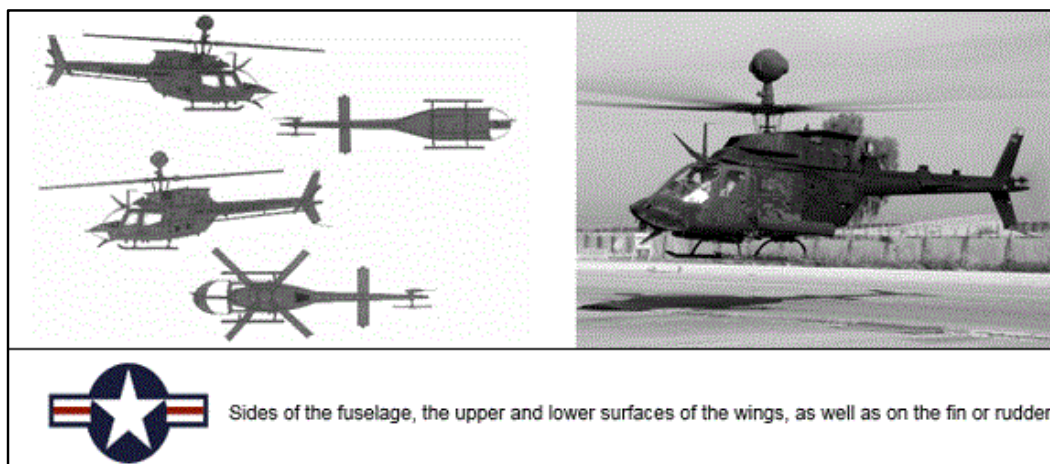 Sides of the fuselage, the upper and lower surfaces of the wings, as well as on the fin or rudder